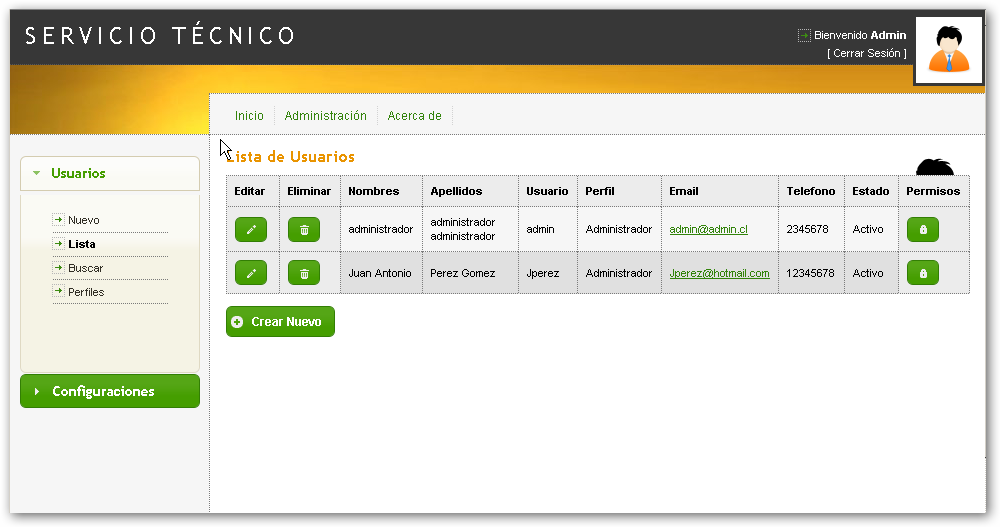 SERVICIO TÉCNICO
Bienvenido Admin
[ Cerrar Sesión ]
Inicio Administración Acerca de
Usuarios
Nuevo
Lista
Buscar
Perfiles
Configuraciones
Lista de Usuarios
Editar Eliminar Nombres Apellidos Usuario Perfil Email Telefono Estado Permisos
administrador administrador administrador admin Administrador admin@admin.cl 2345678 Activo
Juan Antonio Perez Gomez Jperez Administrador Jperez@hotmail.com 12345678 Activo
Crear Nuevo